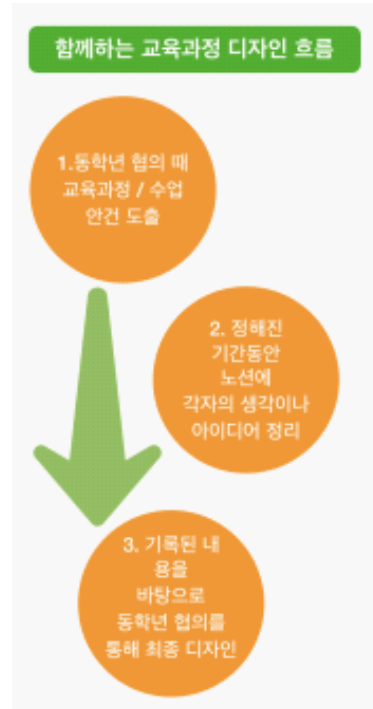 함께하는 교육과정 디자인 흐름
1.동학년 협의 때
교육과정 / 수업
안건 도출
2. 정해진
기간동안
노션에
각자의 생각이나
아이디어 정리
3. 기록된 내
용을
바탕으로
동학년 협의를
통해 최종 디자인